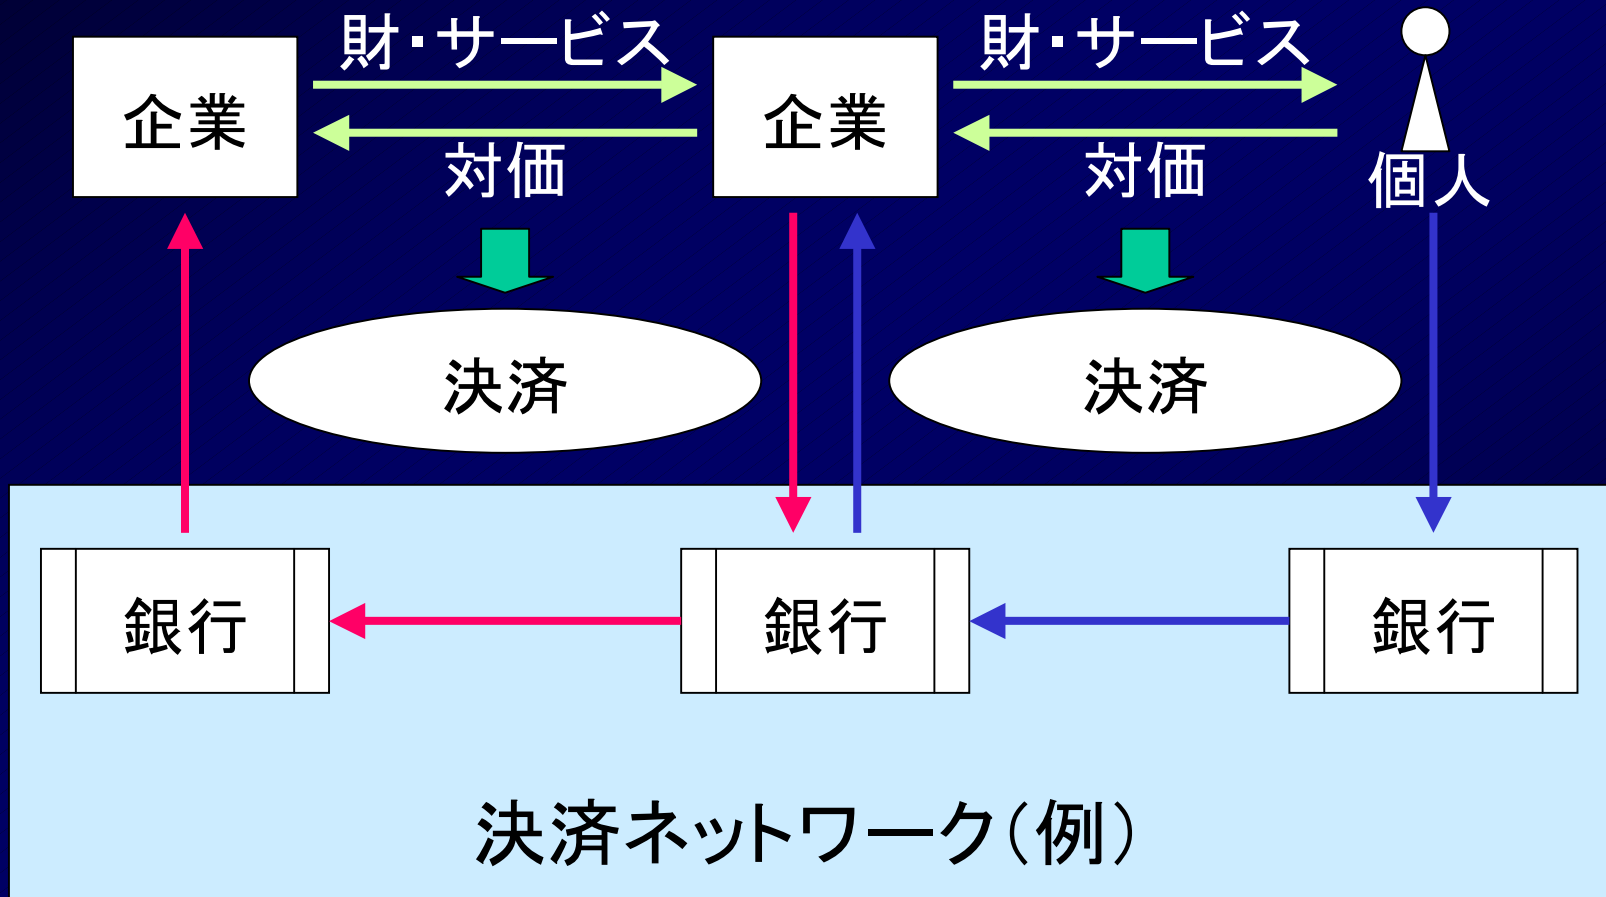 財・サービス
財・サービス
企業
企業
対価
対価
個人
決済
決済
銀行
銀行
銀行
決済ネットワーク(例)